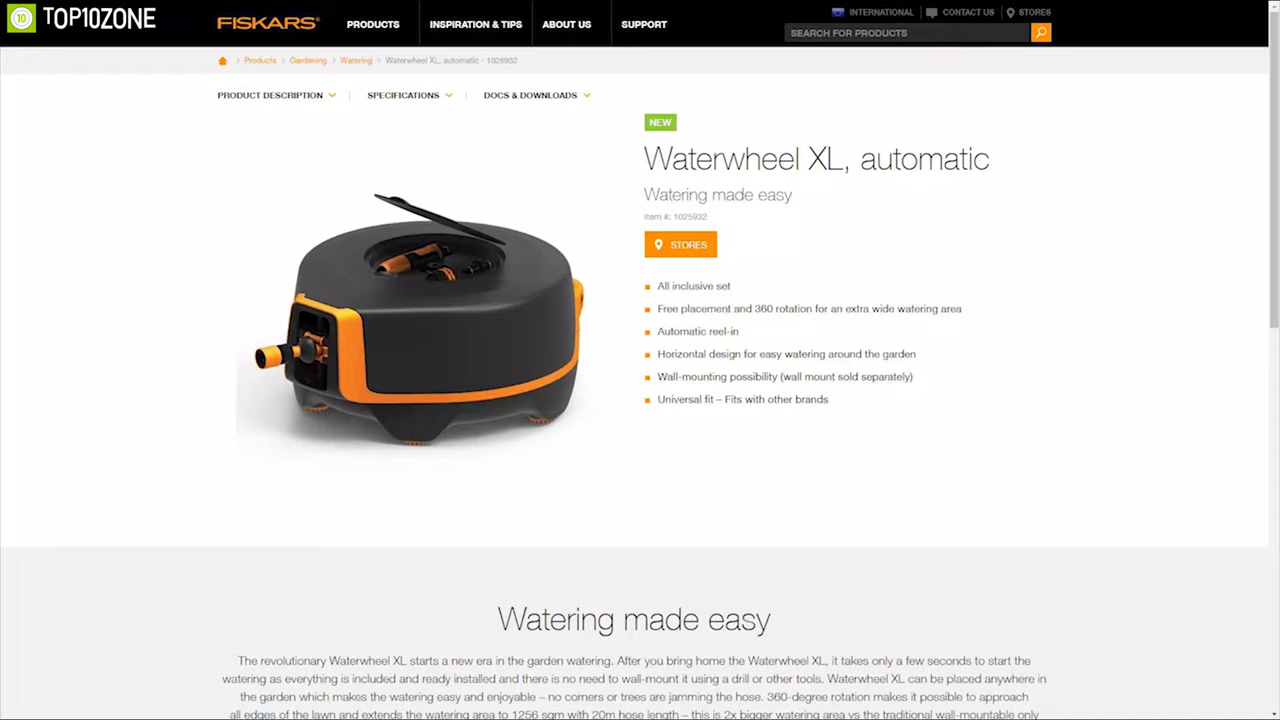 10 TOP10ZONE
FISKARS®
PRODUCTS
INSPIRATION & TIPS
ABOUT US
SUPPORT
INTERNATIONAL
CONTACT US
STORES
SEARCH FOR PRODUCTS
Products > Gardening > Watering > Waterwheel XL, automatic - 1025932
PRODUCT DESCRIPTION
SPECIFICATIONS
DOCS & DOWNLOADS
NEW
Waterwheel XL, automatic
Watering made easy
Item #: 1025932
STORES
All inclusive set
Free placement and 360 rotation for an extra wide watering area
Automatic reel-in
Horizontal design for easy watering around the garden
Wall-mounting possibility (wall mount sold separately)
Universal fit – Fits with other brands
Watering made easy
The revolutionary Waterwheel XL starts a new era in the garden watering. After you bring home the Waterwheel XL, it takes only a few seconds to start the
watering as everything is included and ready installed and there is no need to wall-mount it using a drill or other tools. Waterwheel XL can be placed anywhere in
the garden which makes the watering easy and enjoyable – no corners or trees are jamming the hose. 360-degree rotation makes it possible to approach
all edges of the lawn and extends the watering area to 1256 sqm with 20m hose length – this is 2x bigger watering area vs the traditional wall-mountable only